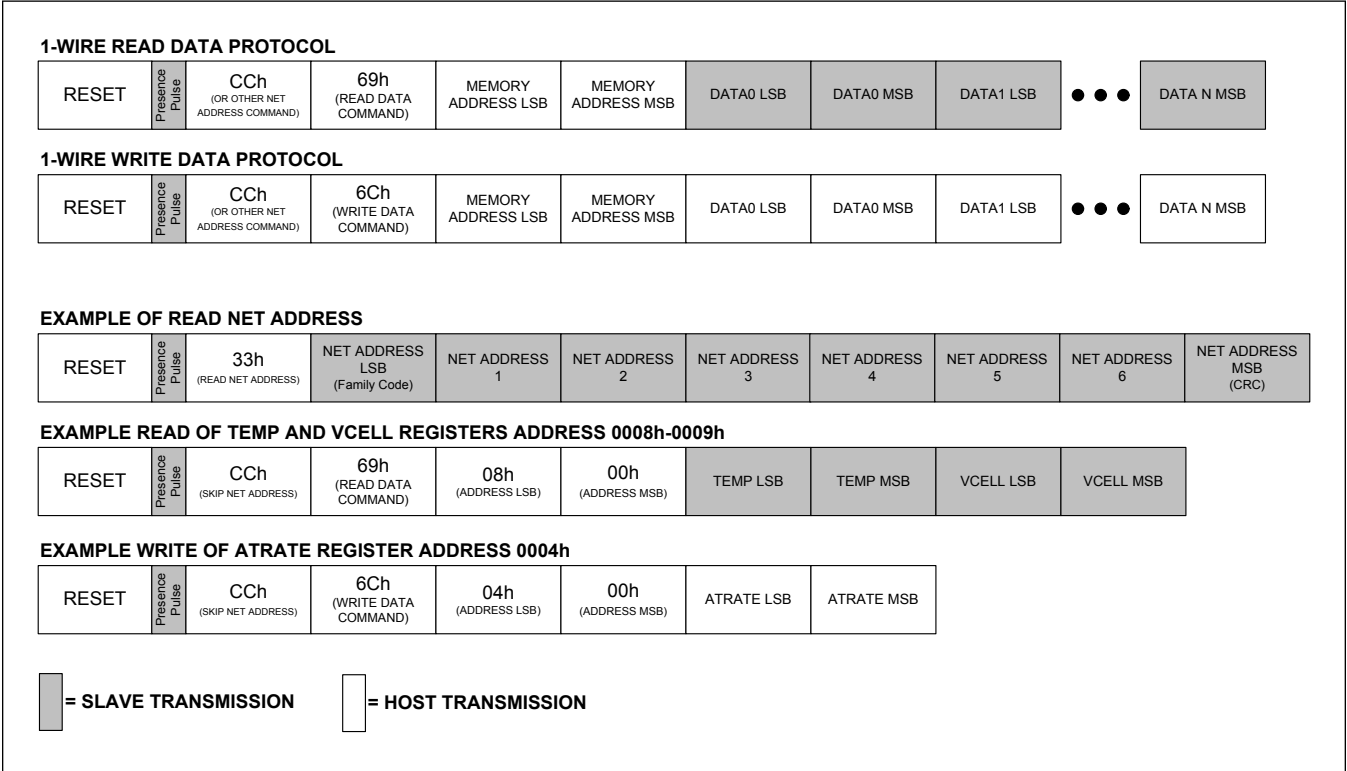 1-WIRE READ DATA PROTOCOL
RESET
Presence
Pulse
CCh
(OR OTHER NET
ADDRESS COMMAND)
69h
(READ DATA
COMMAND)
MEMORY
ADDRESS LSB
MEMORY
ADDRESS MSB
DATA0 LSB
DATA0 MSB
DATA1 LSB
DATA N MSB
1-WIRE WRITE DATA PROTOCOL
RESET
Presence
Pulse
CCh
(OR OTHER NET
ADDRESS COMMAND)
6Ch
(WRITE DATA
COMMAND)
MEMORY
ADDRESS LSB
MEMORY
ADDRESS MSB
DATA0 LSB
DATA0 MSB
DATA1 LSB
DATA N MSB
EXAMPLE OF READ NET ADDRESS
RESET
Presence
Pulse
33h
(READ NET ADDRESS)
NET ADDRESS
LSB
(Family Code)
NET ADDRESS
1
NET ADDRESS
2
NET ADDRESS
3
NET ADDRESS
4
NET ADDRESS
5
NET ADDRESS
6
NET ADDRESS
MSB
(CRC)
EXAMPLE READ OF TEMP AND VCELL REGISTERS ADDRESS 0008h-0009h
RESET
Presence
Pulse
CCh
(SKIP NET ADDRESS)
69h
(READ DATA
COMMAND)
08h
(ADDRESS LSB)
00h
(ADDRESS MSB)
TEMP LSB
TEMP MSB
VCELL LSB
VCELL MSB
EXAMPLE WRITE OF ATRATE REGISTER ADDRESS 0004h
RESET
Presence
Pulse
CCh
(SKIP NET ADDRESS)
6Ch
(WRITE DATA
COMMAND)
04h
(ADDRESS LSB)
00h
(ADDRESS MSB)
ATRATE LSB
ATRATE MSB
= SLAVE TRANSMISSION
= HOST TRANSMISSION